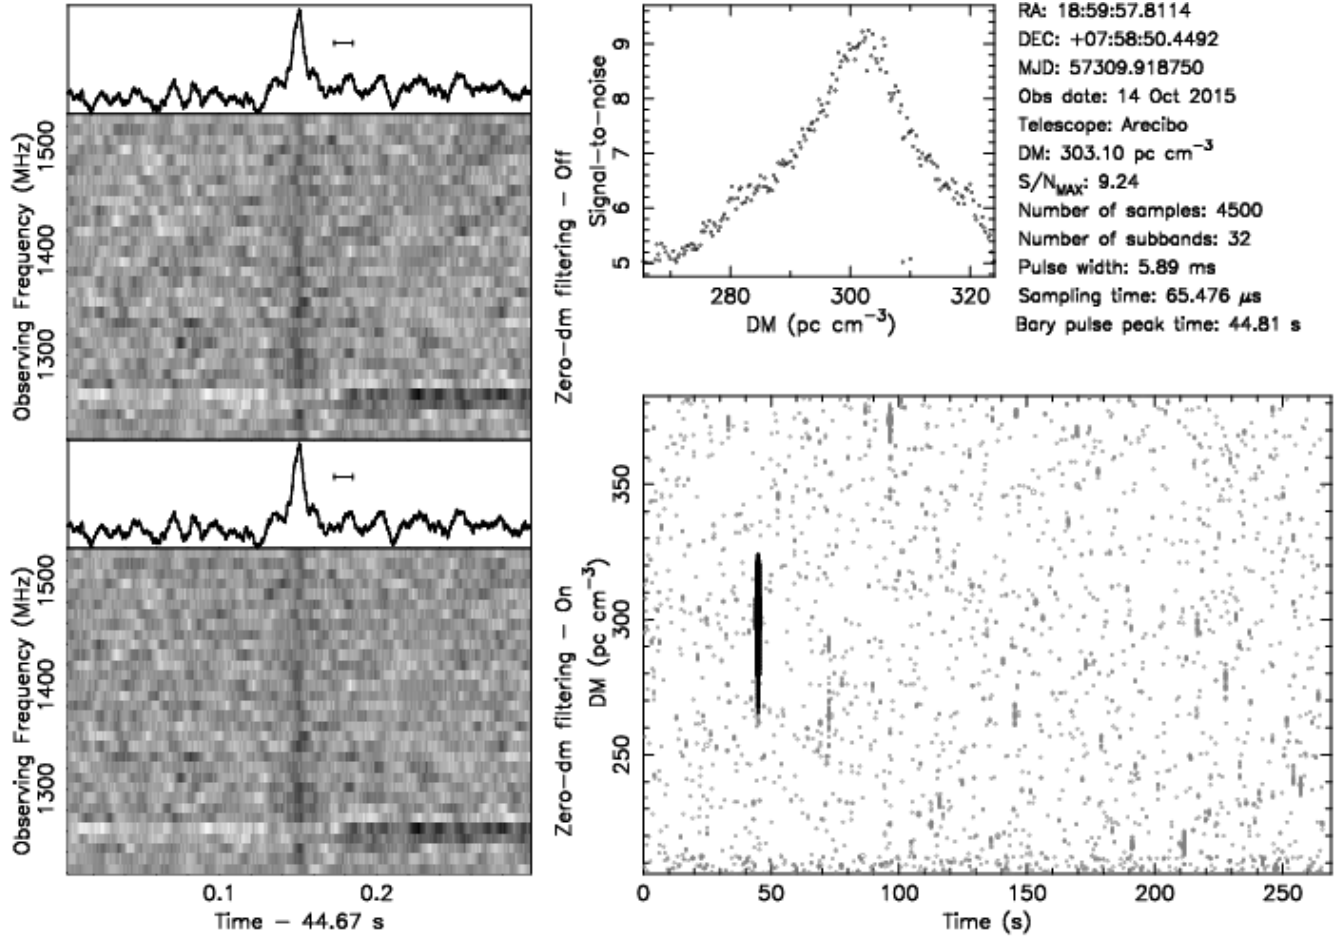 Observing Frequency (MHz)
1500
1400
1300
Zero-dm filtering – Off
Observing Frequency (MHz)
1500
1400
1300
Zero-dm filtering – On
0.1 0.2
Time – 44.67 s
Signal-to-noise
9
8
7
6
5
280 300 320
DM (pc cm⁻³)
RA: 18:59:57.8114
DEC: +07:58:50.4492
MJD: 57309.918750
Obs date: 14 Oct 2015
Telescope: Arecibo
DM: 303.10 pc cm⁻³
S/N_MAX: 9.24
Number of samples: 4500
Number of subbands: 32
Pulse width: 5.89 ms
Sampling time: 65.476 μs
Bary pulse peak time: 44.81 s
DM (pc cm⁻³)
350
300
250
0 50 100 150 200 250
Time (s)